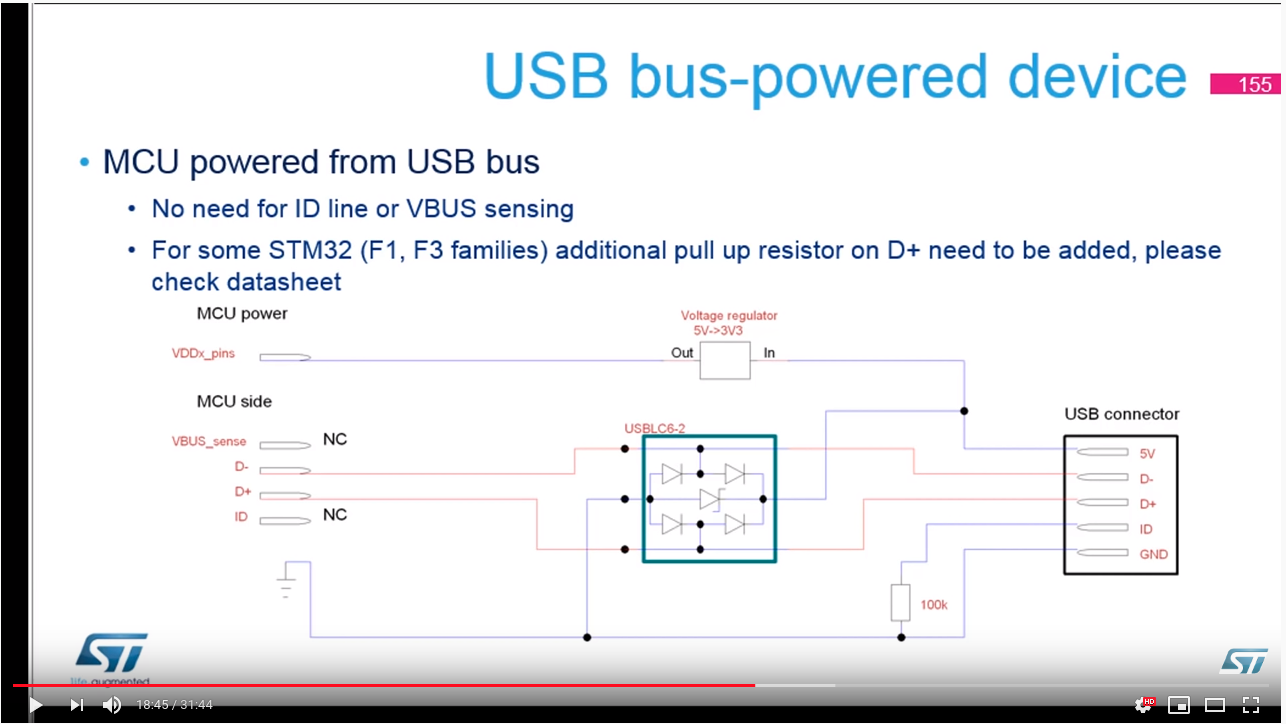 USB bus-powered device
155
• MCU powered from USB bus
• No need for ID line or VBUS sensing
• For some STM32 (F1, F3 families) additional pull up resistor on D+ need to be added, please
check datasheet
MCU power
Voltage regulator
5V->3V3
VDDx_pins
Out
In
MCU side
USB connector
USBLC6-2
VBUS_sense
NC
5V
D-
D-
D+
D+
ID
NC
ID
GND
100k
ST
life.augmented
ST
18:45 / 31:44
HD